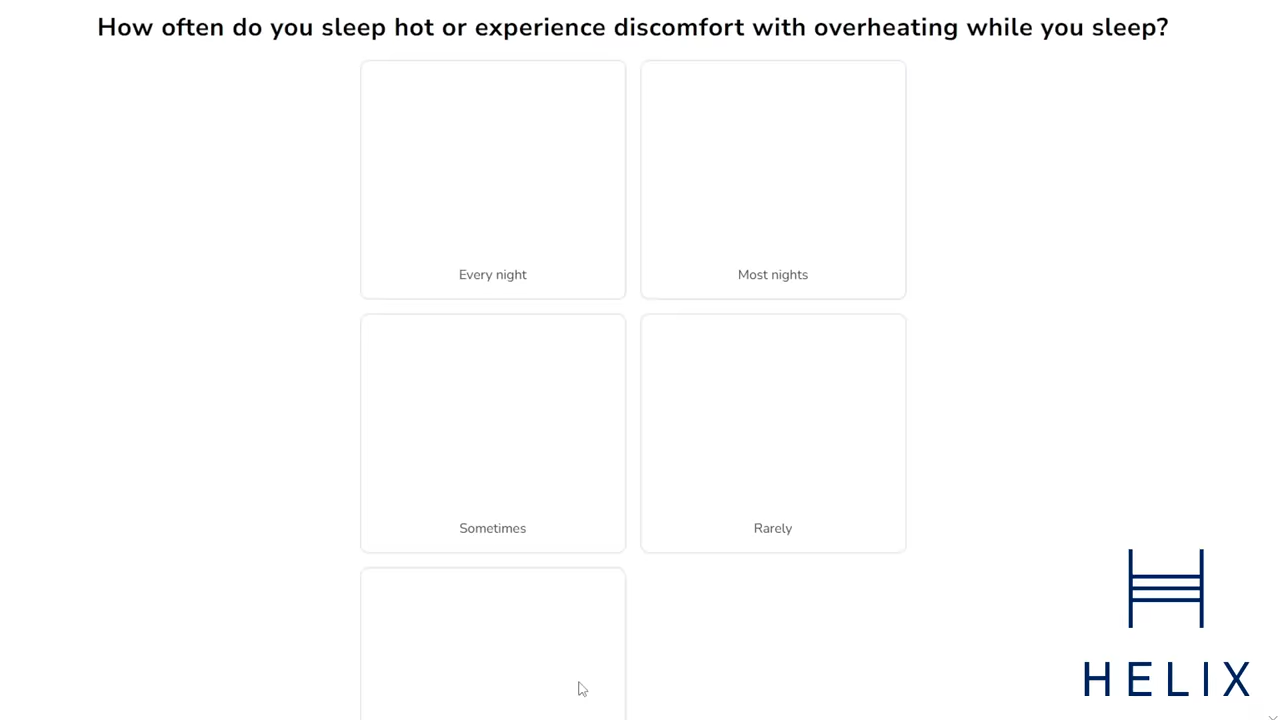 How often do you sleep hot or experience discomfort with overheating while you sleep?
Every night
Most nights
Sometimes
Rarely
HELIX